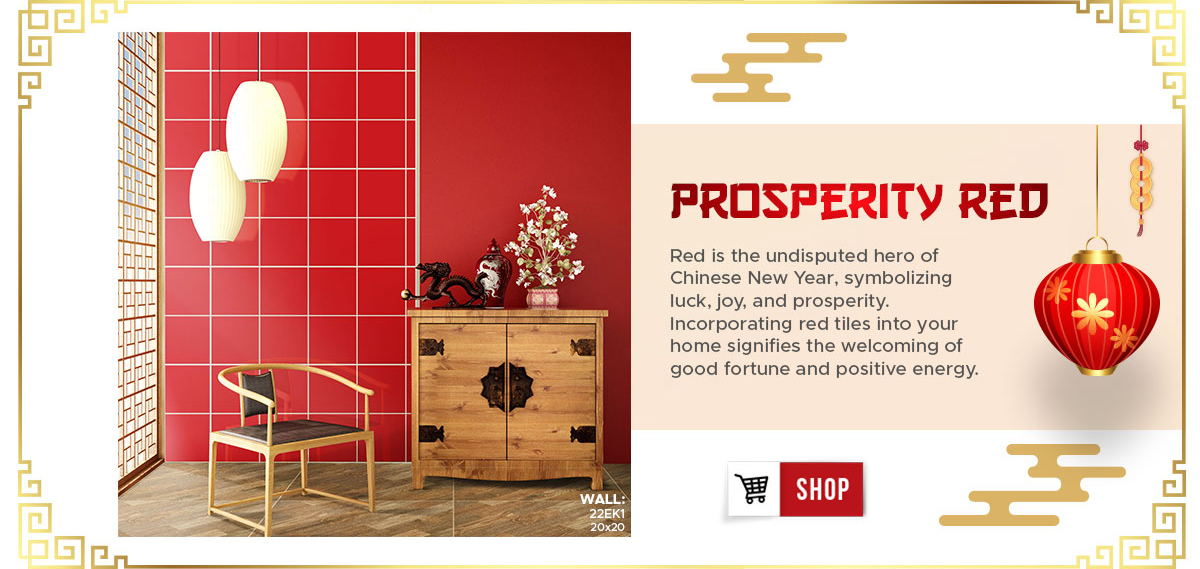 PROSPERITY RED
Red is the undisputed hero of
Chinese New Year, symbolizing
luck, joy, and prosperity.
Incorporating red tiles into your
home signifies the welcoming of
good fortune and positive energy.
WALL:
22EK1
20x20
SHOP